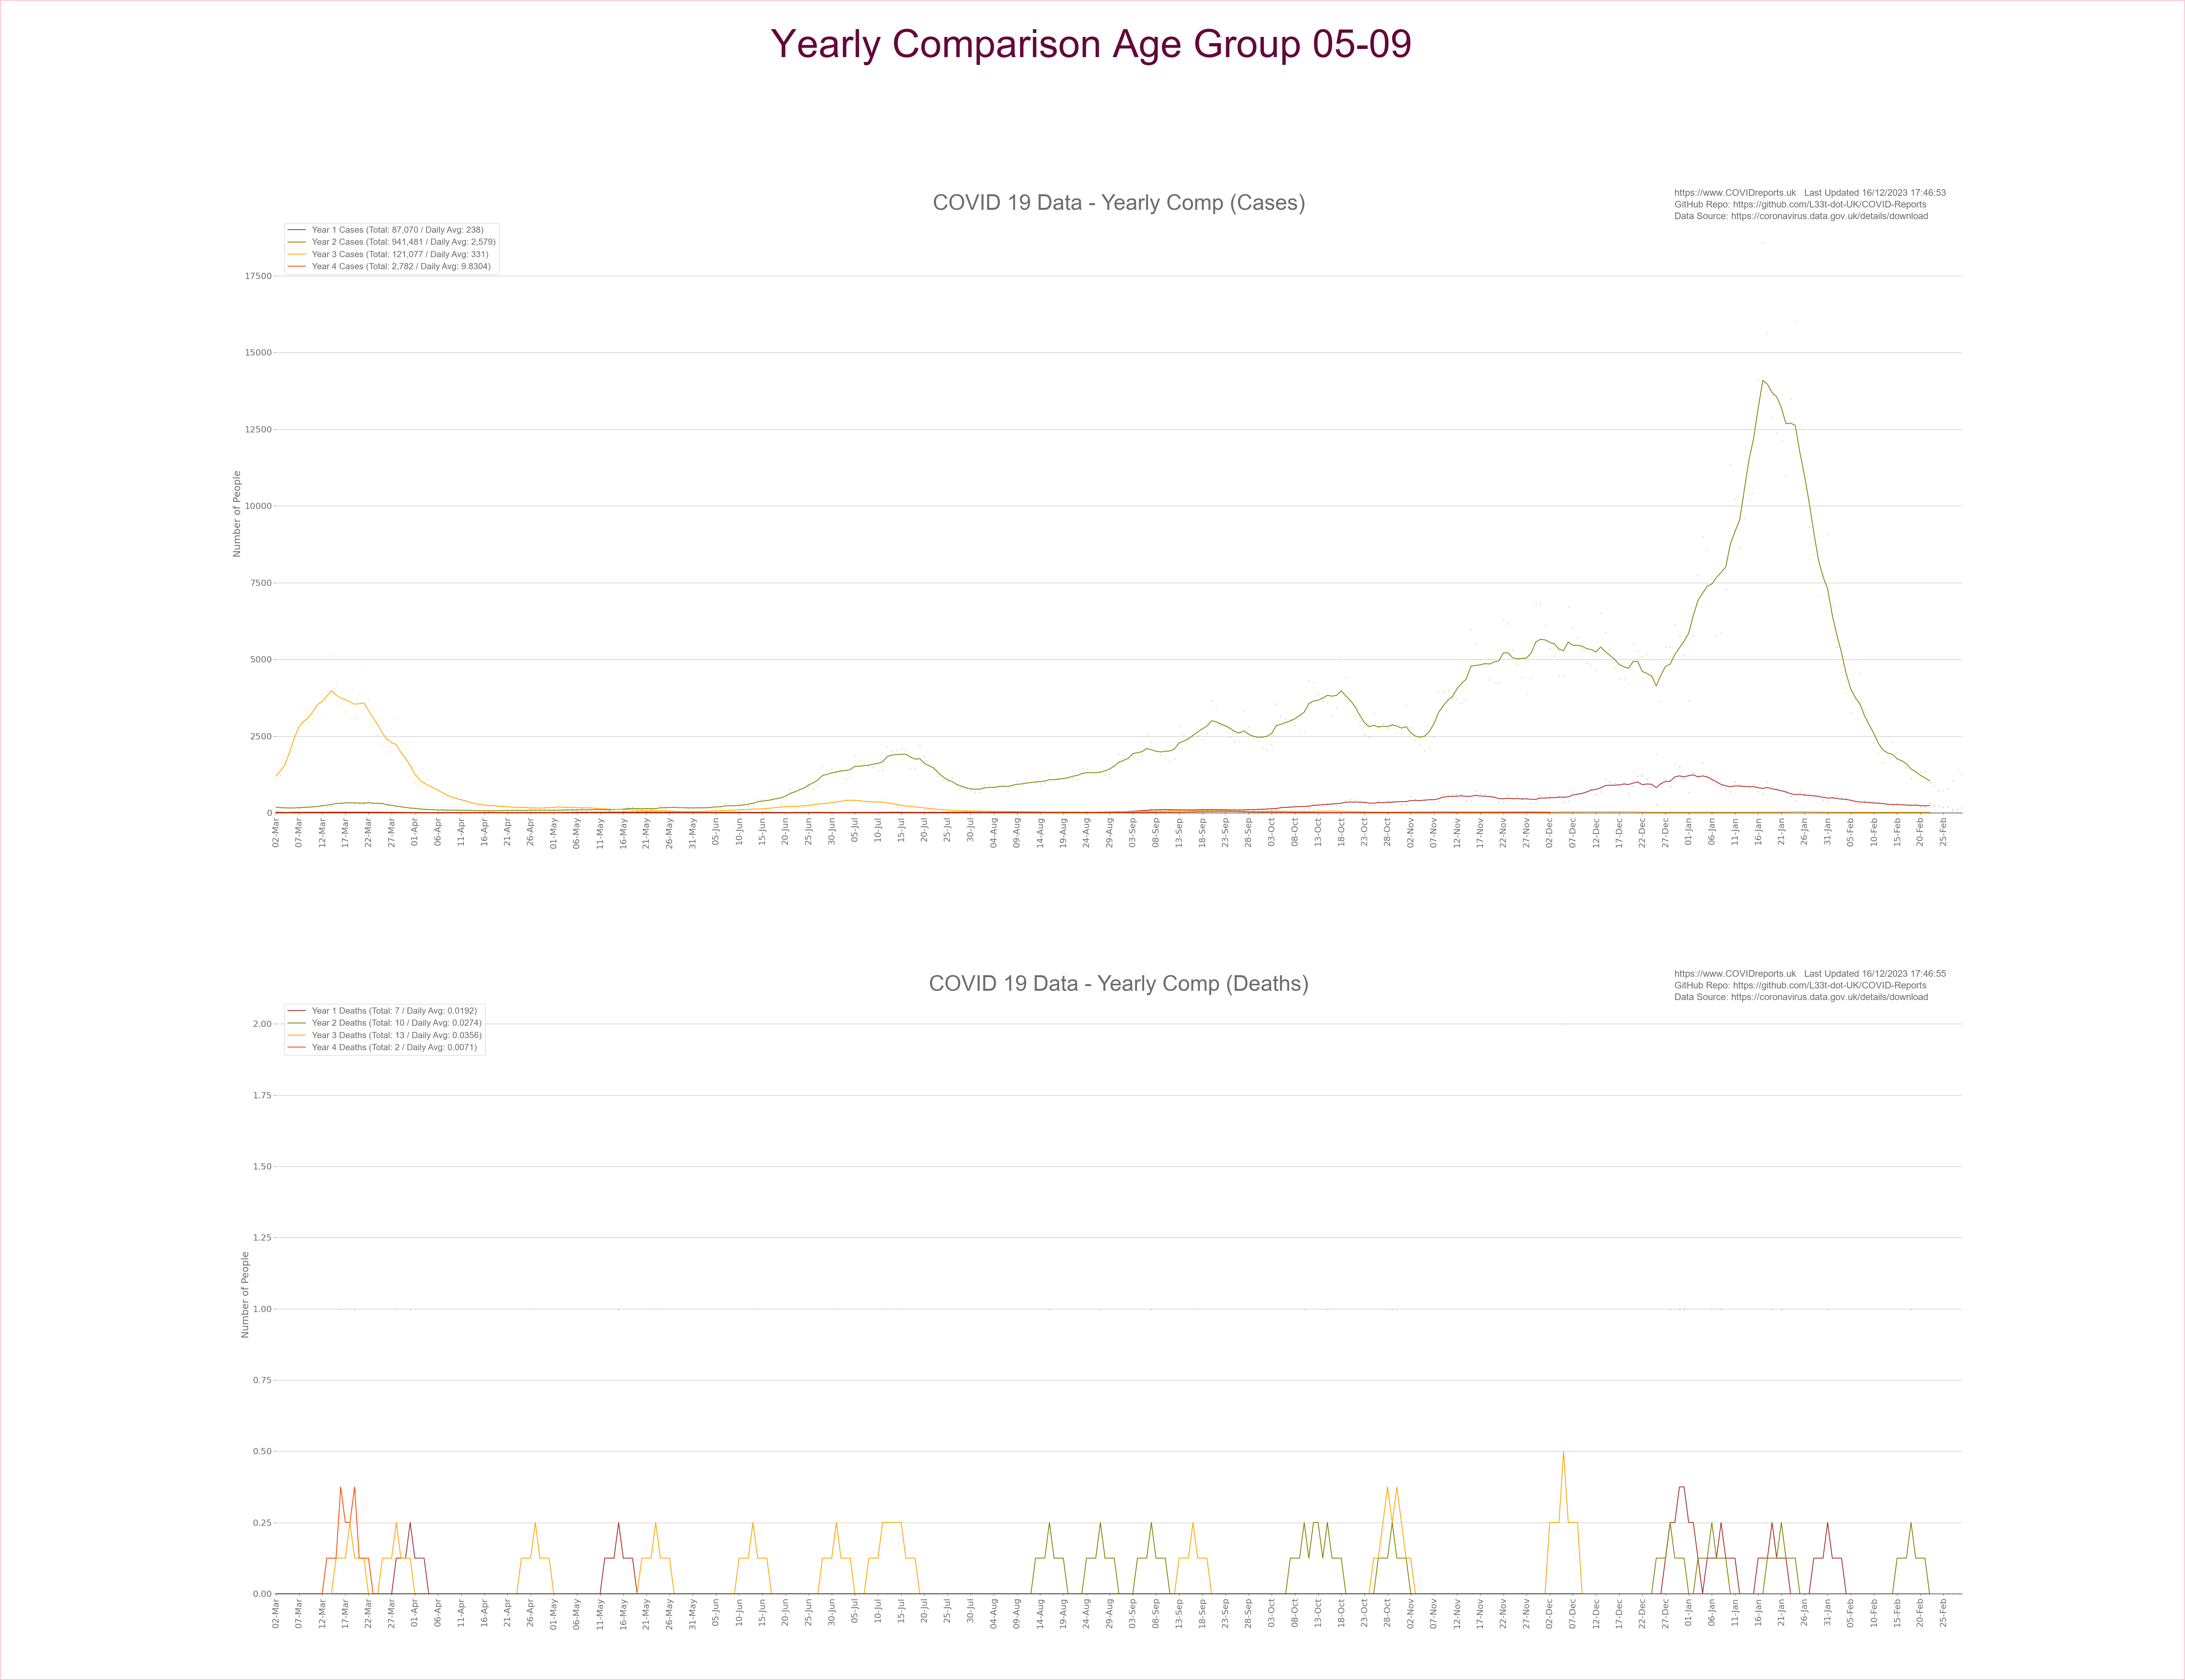 Yearly Comparison Age Group 05-09
COVID 19 Data - Yearly Comp (Cases)
https://www.COVIDreports.uk   Last Updated 16/12/2023 17:46:53
GitHub Repo: https://github.com/L33t-dot-UK/COVID-Reports
Data Source: https://coronavirus.data.gov.uk/details/download
Year 1 Cases (Total: 87,070 / Daily Avg: 238)
Year 2 Cases (Total: 941,481 / Daily Avg: 2,579)
Year 3 Cases (Total: 121,077 / Daily Avg: 331)
Year 4 Cases (Total: 2,782 / Daily Avg: 9.8304)
Number of People
17500
15000
12500
10000
7500
5000
2500
0
02-Mar 07-Mar 12-Mar 17-Mar 22-Mar 27-Mar 01-Apr 06-Apr 11-Apr 16-Apr 21-Apr 26-Apr 01-May 06-May 11-May 16-May 21-May 26-May 31-May 05-Jun 10-Jun 15-Jun 20-Jun 25-Jun 30-Jun 05-Jul 10-Jul 15-Jul 20-Jul 25-Jul 30-Jul 04-Aug 09-Aug 14-Aug 19-Aug 24-Aug 29-Aug 03-Sep 08-Sep 13-Sep 18-Sep 23-Sep 28-Sep 03-Oct 08-Oct 13-Oct 18-Oct 23-Oct 28-Oct 02-Nov 07-Nov 12-Nov 17-Nov 22-Nov 27-Nov 02-Dec 07-Dec 12-Dec 17-Dec 22-Dec 27-Dec 01-Jan 06-Jan 11-Jan 16-Jan 21-Jan 26-Jan 31-Jan 05-Feb 10-Feb 15-Feb 20-Feb 25-Feb
COVID 19 Data - Yearly Comp (Deaths)
https://www.COVIDreports.uk   Last Updated 16/12/2023 17:46:55
GitHub Repo: https://github.com/L33t-dot-UK/COVID-Reports
Data Source: https://coronavirus.data.gov.uk/details/download
Year 1 Deaths (Total: 7 / Daily Avg: 0.0192)
Year 2 Deaths (Total: 10 / Daily Avg: 0.0274)
Year 3 Deaths (Total: 13 / Daily Avg: 0.0356)
Year 4 Deaths (Total: 2 / Daily Avg: 0.0071)
Number of People
2.00
1.75
1.50
1.25
1.00
0.75
0.50
0.25
0.00
02-Mar 07-Mar 12-Mar 17-Mar 22-Mar 27-Mar 01-Apr 06-Apr 11-Apr 16-Apr 21-Apr 26-Apr 01-May 06-May 11-May 16-May 21-May 26-May 31-May 05-Jun 10-Jun 15-Jun 20-Jun 25-Jun 30-Jun 05-Jul 10-Jul 15-Jul 20-Jul 25-Jul 30-Jul 04-Aug 09-Aug 14-Aug 19-Aug 24-Aug 29-Aug 03-Sep 08-Sep 13-Sep 18-Sep 23-Sep 28-Sep 03-Oct 08-Oct 13-Oct 18-Oct 23-Oct 28-Oct 02-Nov 07-Nov 12-Nov 17-Nov 22-Nov 27-Nov 02-Dec 07-Dec 12-Dec 17-Dec 22-Dec 27-Dec 01-Jan 06-Jan 11-Jan 16-Jan 21-Jan 26-Jan 31-Jan 05-Feb 10-Feb 15-Feb 20-Feb 25-Feb